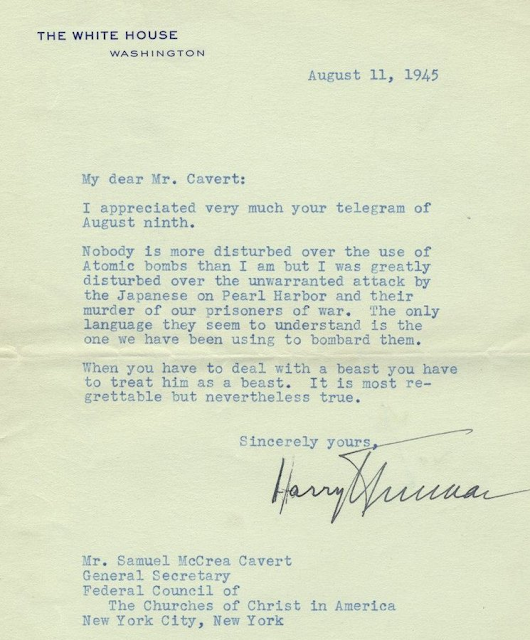 THE WHITE HOUSE
WASHINGTON
August 11, 1945
My dear Mr. Cavert:
I appreciated very much your telegram of
August ninth.
Nobody is more disturbed over the use of
Atomic bombs than I am but I was greatly
disturbed over the unwarranted attack by
the Japanese on Pearl Harbor and their
murder of our prisoners of war. The only
language they seem to understand is the
one we have been using to bombard them.
When you have to deal with a beast you have
to treat him as a beast. It is most re-
grettable but nevertheless true.
Sincerely yours,
Harry Truman
Mr. Samuel McCrea Cavert
General Secretary
Federal Council of
The Churches of Christ in America
New York City, New York